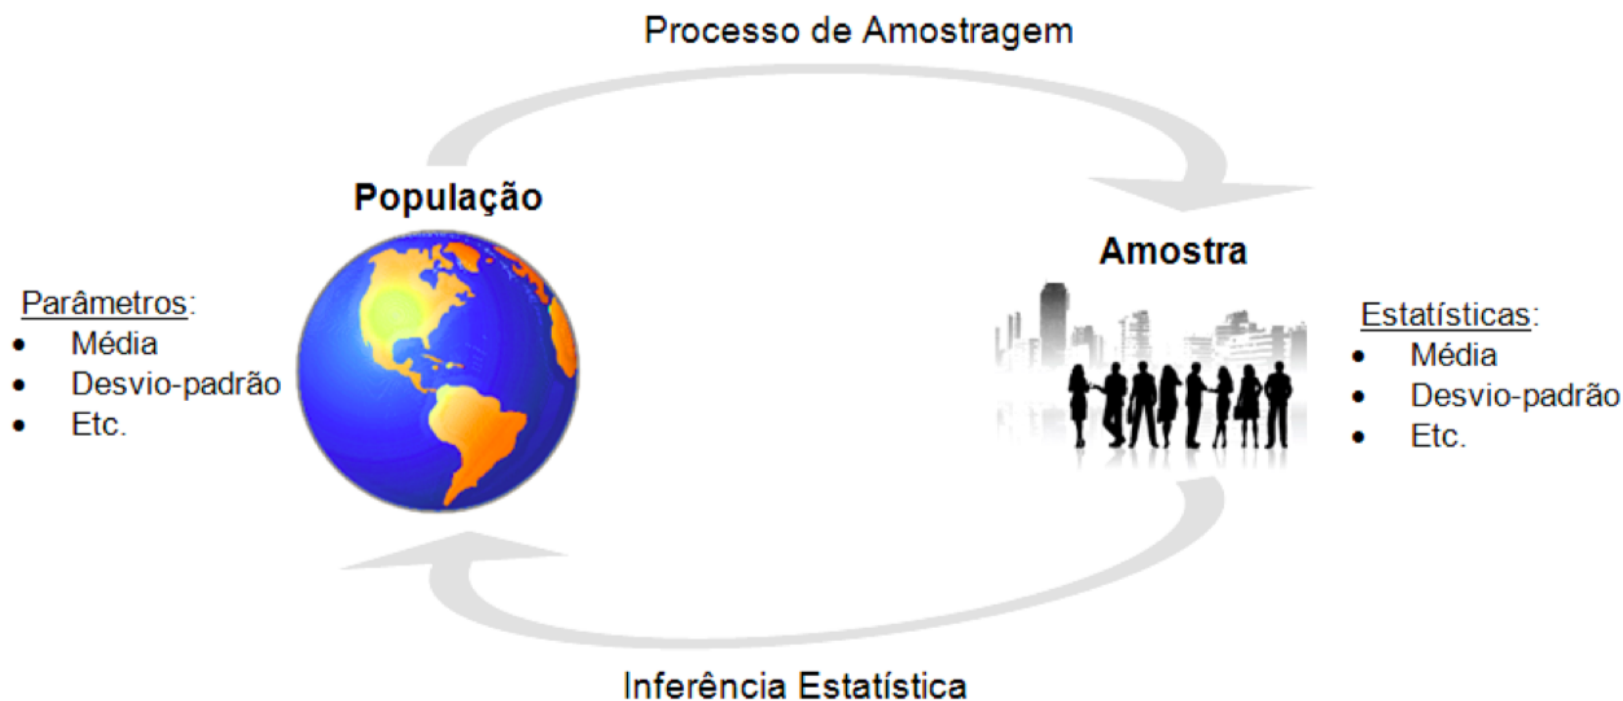 Processo de Amostragem
População
Amostra
Parâmetros:
• Média
• Desvio-padrão
• Etc.
Estatísticas:
• Média
• Desvio-padrão
• Etc.
Inferência Estatística